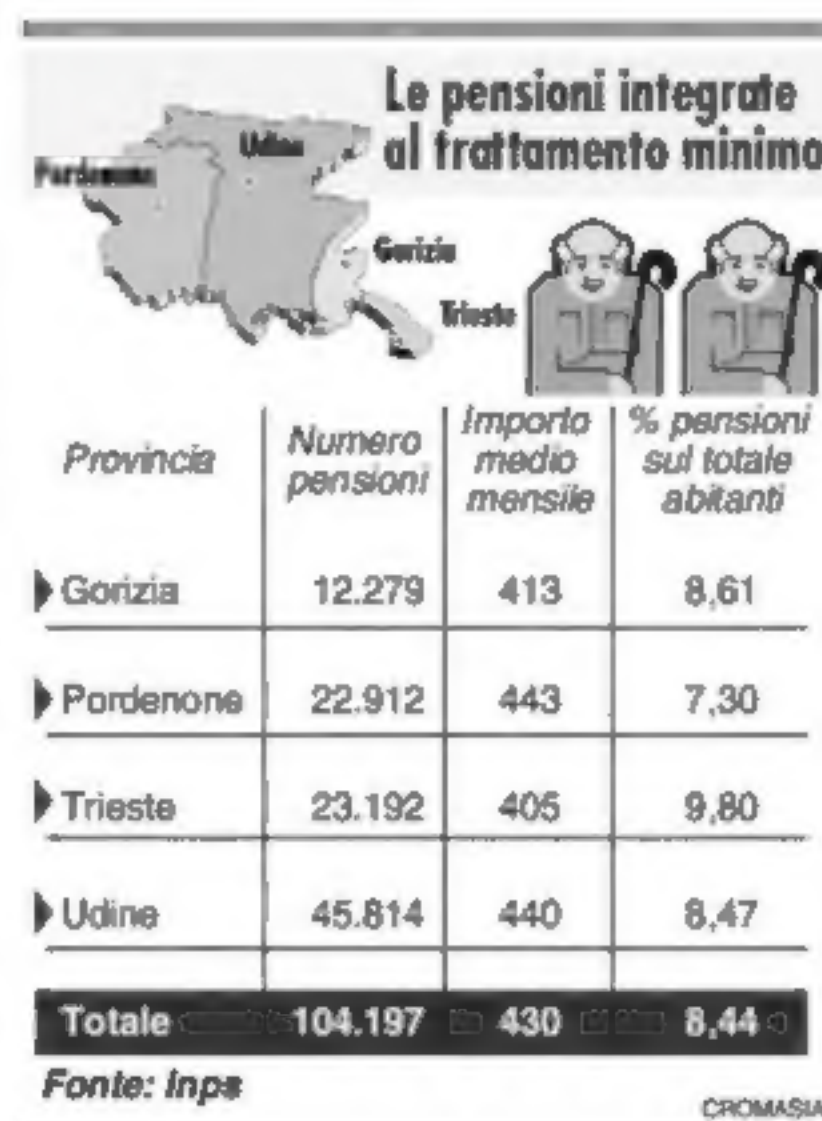 Le pensioni integrate
al trattamento minimo
Pordenone
Udine
Gorizia
Trieste
Provincia
Numero
pensioni
Importo
medio
mensile
% pensioni
sul totale
abitanti
Gorizia 12.279 413 8,61
Pordenone 22.912 443 7,30
Trieste 23.192 405 9,80
Udine 45.814 440 8,47
Totale 104.197 430 8,44
Fonte: Inps
CROMASIA